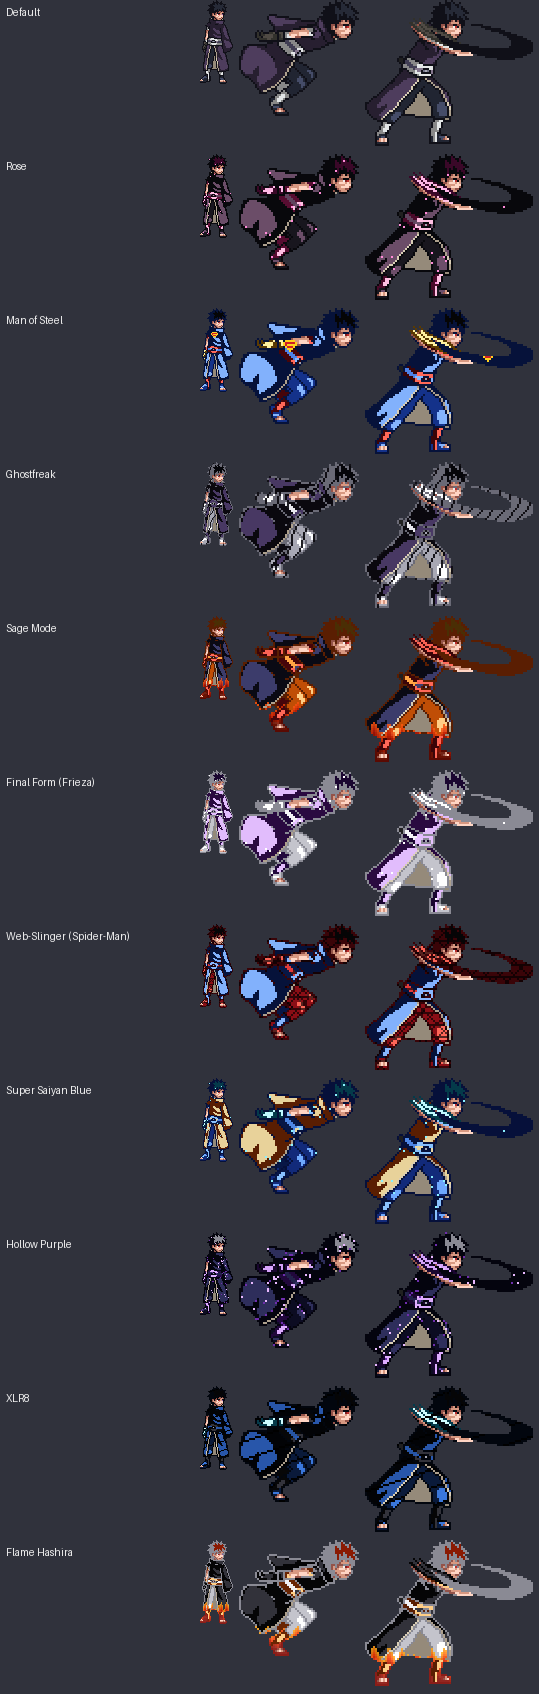 Default
Rose
Man of Steel
Ghostfreak
Sage Mode
Final Form (Frieza)
Web-Slinger (Spider-Man)
Super Saiyan Blue
Hollow Purple
XLR8
Flame Hashira